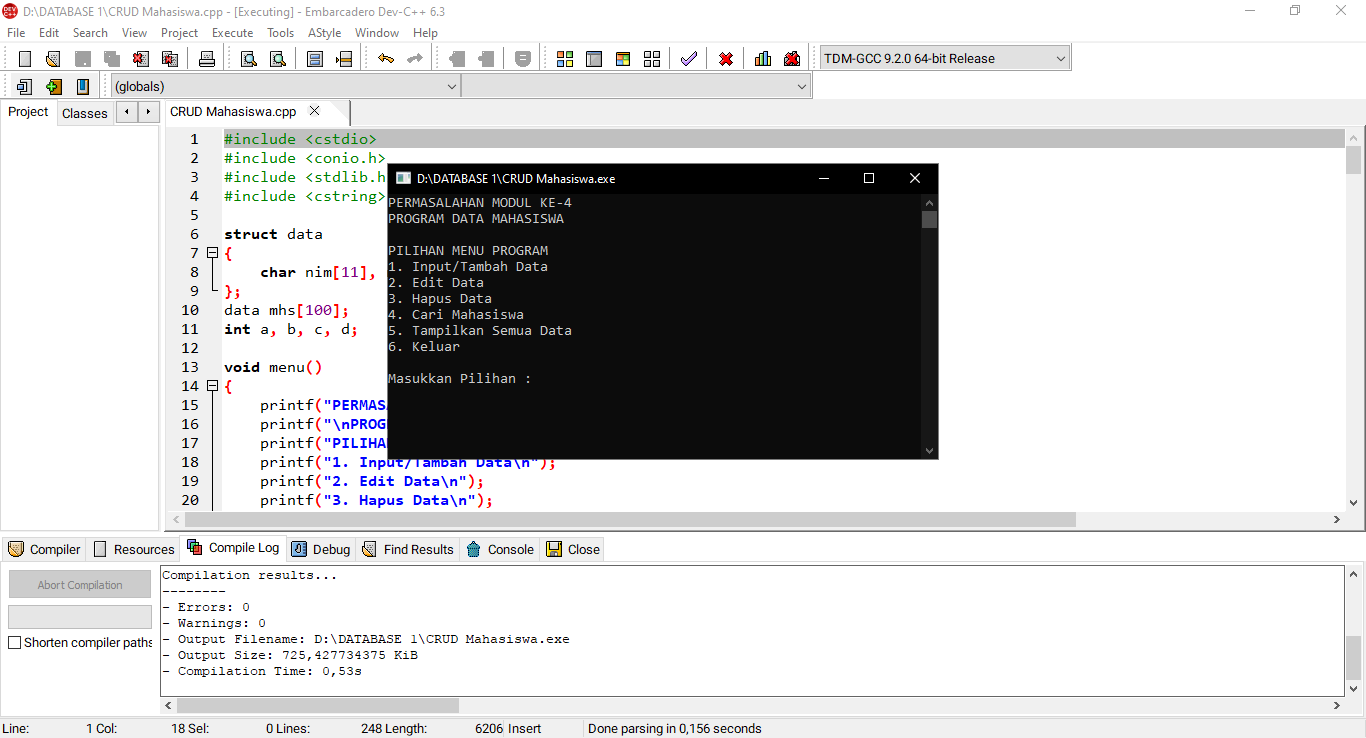 D:\DATABASE 1\CRUD Mahasiswa.cpp - [Executing] - Embarcadero Dev-C++ 6.3
File Edit Search View Project Execute Tools AStyle Window Help
TDM-GCC 9.2.0 64-bit Release
(globals)
Project Classes
CRUD Mahasiswa.cpp
1 #include <cstdio>
2 #include <conio.h>
3 #include <stdlib.h
4 #include <cstring>
5
6 struct data
7 {
8 char nim[11],
9 };
10 data mhs[100];
11 int a, b, c, d;
12
13 void menu()
14 {
15 printf("PERMAS
16 printf("\nPROG
17 printf("PILIHA
18 printf("1. Input/Tambah Data\n");
19 printf("2. Edit Data\n");
20 printf("3. Hapus Data\n");
D:\DATABASE 1\CRUD Mahasiswa.exe
PERMASALAHAN MODUL KE-4
PROGRAM DATA MAHASISWA
PILIHAN MENU PROGRAM
1. Input/Tambah Data
2. Edit Data
3. Hapus Data
4. Cari Mahasiswa
5. Tampilkan Semua Data
6. Keluar
Masukkan Pilihan :
Compiler Resources Compile Log Debug Find Results Console Close
Abort Compilation
Shorten compiler paths
Compilation results...
--------
- Errors: 0
- Warnings: 0
- Output Filename: D:\DATABASE 1\CRUD Mahasiswa.exe
- Output Size: 725,427734375 KiB
- Compilation Time: 0,53s
Line: 1 Col: 18 Sel: 0 Lines: 248 Length: 6206 Insert Done parsing in 0,156 seconds